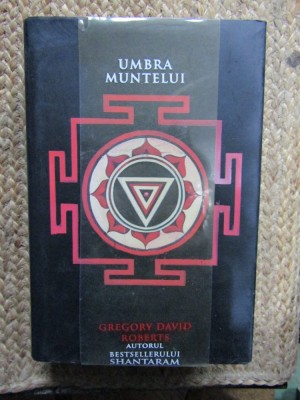 UMBRA
MUNTELUI
GREGORY DAVID
ROBERTS
AUTORUL
BESTSELLERULUI
SHANTARAM